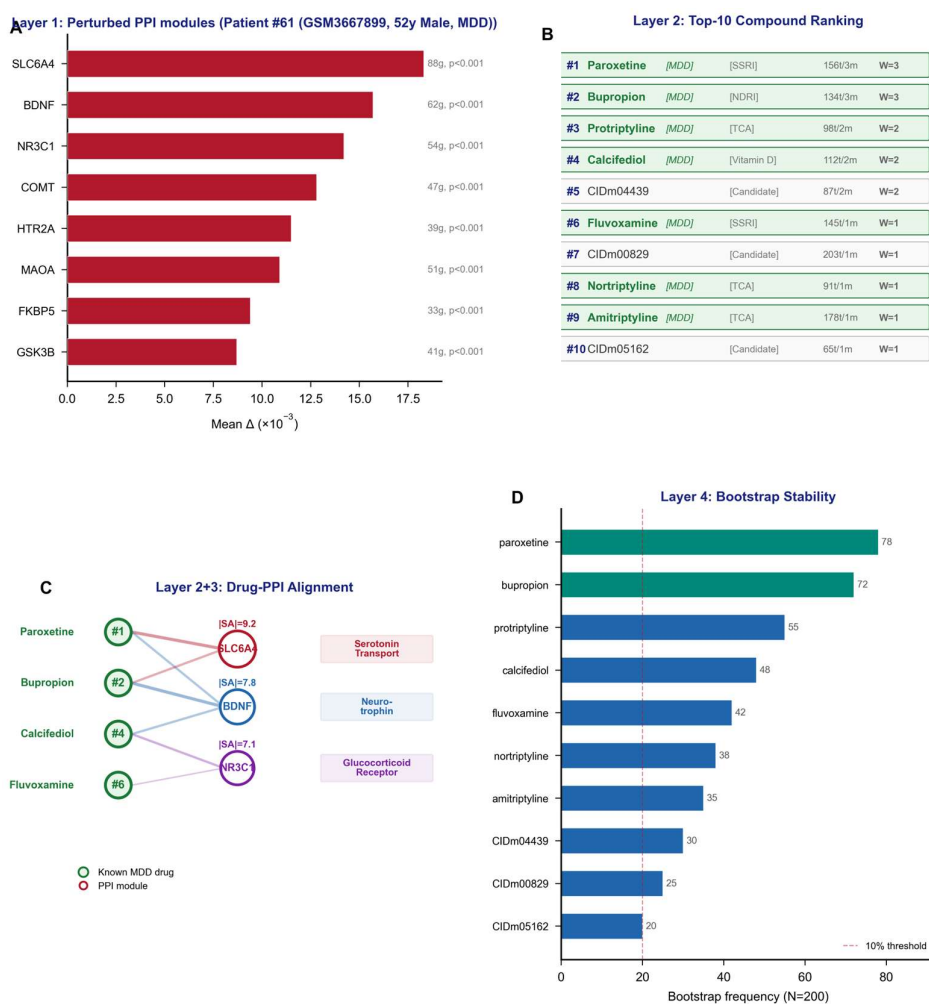 A
Layer 1: Perturbed PPI modules (Patient #61 (GSM3667899, 52y Male, MDD))
SLC6A4
88g, p<0.001
BDNF
62g, p<0.001
NR3C1
54g, p<0.001
COMT
47g, p<0.001
HTR2A
39g, p<0.001
MAOA
51g, p<0.001
FKBP5
33g, p<0.001
GSK3B
41g, p<0.001
0.0 2.5 5.0 7.5 10.0 12.5 15.0 17.5
Mean Δ (×10⁻³)
B
Layer 2: Top-10 Compound Ranking
#1 Paroxetine [MDD] [SSRI] 156t/3m W=3
#2 Bupropion [MDD] [NDRI] 134t/3m W=3
#3 Protriptyline [MDD] [TCA] 98t/2m W=2
#4 Calcifediol [MDD] [Vitamin D] 112t/2m W=2
#5 CIDm04439 [Candidate] 87t/2m W=2
#6 Fluvoxamine [MDD] [SSRI] 145t/1m W=1
#7 CIDm00829 [Candidate] 203t/1m W=1
#8 Nortriptyline [MDD] [TCA] 91t/1m W=1
#9 Amitriptyline [MDD] [TCA] 178t/1m W=1
#10 CIDm05162 [Candidate] 65t/1m W=1
C
Layer 2+3: Drug-PPI Alignment
Paroxetine #1
Bupropion #2
Calcifediol #4
Fluvoxamine #6
|SA|=9.2
SLC6A4
|SA|=7.8
BDNF
|SA|=7.1
NR3C1
Serotonin
Transport
Neuro-
trophin
Glucocorticoid
Receptor
Known MDD drug
PPI module
D
Layer 4: Bootstrap Stability
paroxetine 78
bupropion 72
protriptyline 55
calcifediol 48
fluvoxamine 42
nortriptyline 38
amitriptyline 35
CIDm04439 30
CIDm00829 25
CIDm05162 20
10% threshold
0 20 40 60 80
Bootstrap frequency (N=200)